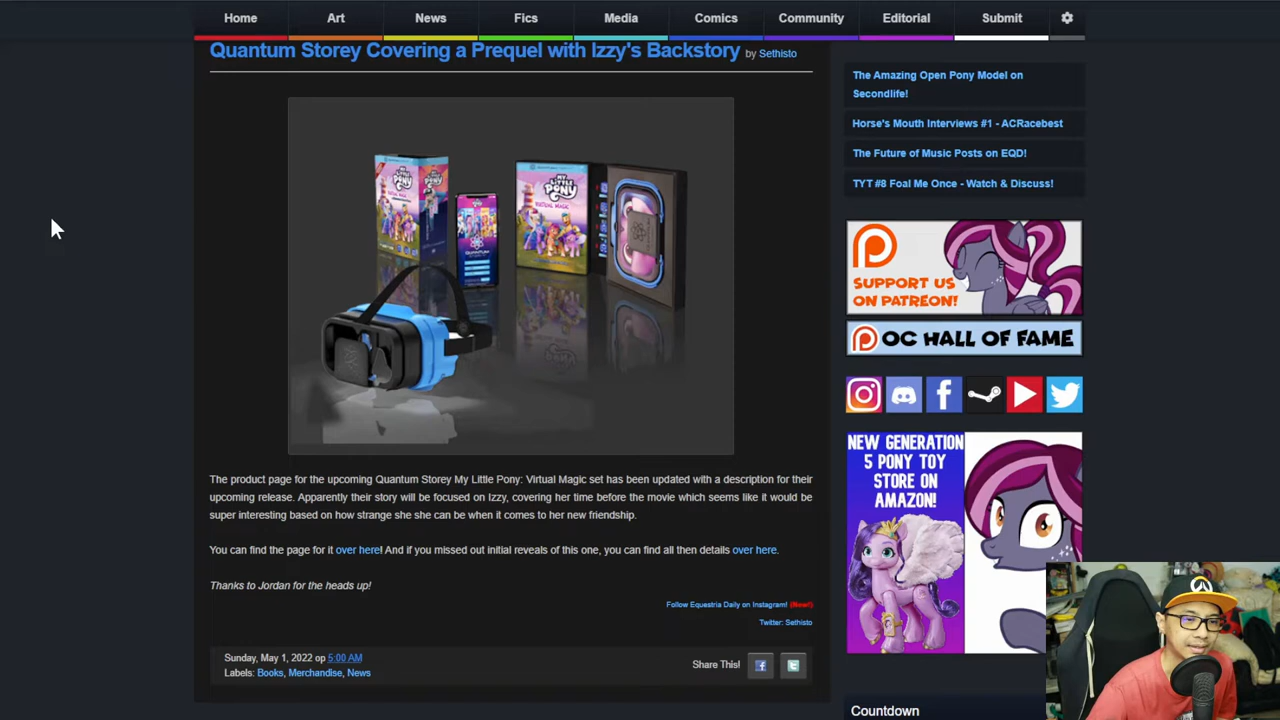 Home Art News Fics Media Comics Community Editorial Submit
Quantum Storey Covering a Prequel with Izzy's Backstory by Sethisto
MY LITTLE PONY
MY LITTLE PONY
VIRTUAL MAGIC
The product page for the upcoming Quantum Storey My Little Pony: Virtual Magic set has been updated with a description for their
upcoming release. Apparently their story will be focused on Izzy, covering her time before the movie which seems like it would be
super interesting based on how strange she she can be when it comes to her new friendship.
You can find the page for it over here! And if you missed out initial reveals of this one, you can find all then details over here.
Thanks to Jordan for the heads up!
Follow Equestria Daily on Instagram! (New!)
Twitter: Sethisto
Sunday, May 1, 2022 op 5:00 AM
Labels: Books, Merchandise, News
Share This!
The Amazing Open Pony Model on
Secondlife!
Horse's Mouth Interviews #1 - ACRacebest
The Future of Music Posts on EQD!
TYT #8 Foal Me Once - Watch & Discuss!
SUPPORT US
ON PATREON!
OC HALL OF FAME
NEW GENERATION
5 PONY TOY
STORE ON
AMAZON!
Countdown